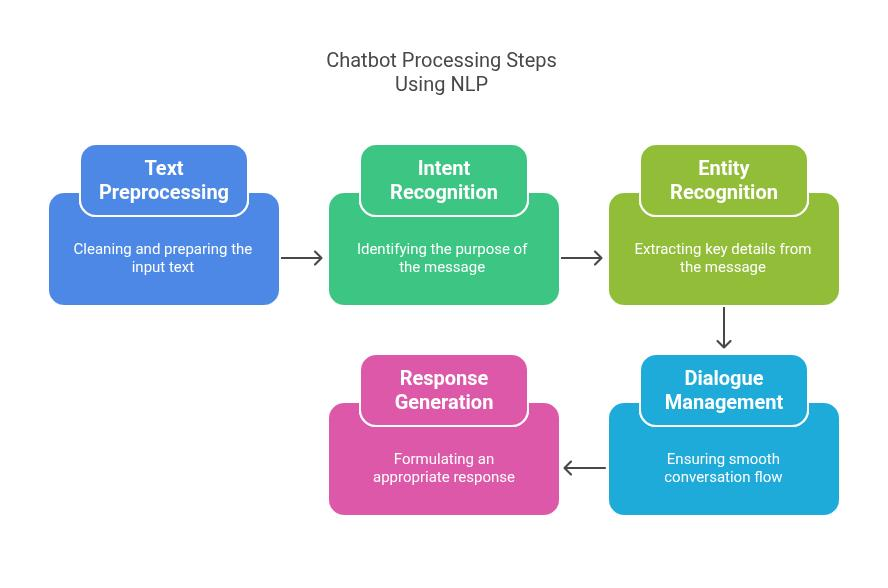 Chatbot Processing Steps
Using NLP
Text
Preprocessing
Cleaning and preparing the
input text
Intent
Recognition
Identifying the purpose of
the message
Entity
Recognition
Extracting key details from
the message
Dialogue
Management
Ensuring smooth
conversation flow
Response
Generation
Formulating an
appropriate response